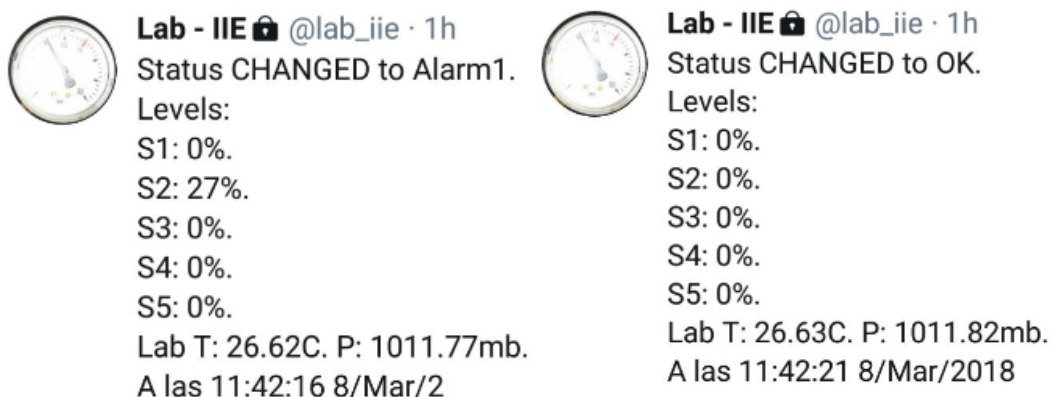 Lab - IIE @lab_iie · 1h
Status CHANGED to Alarm1.
Levels:
S1: 0%.
S2: 27%.
S3: 0%.
S4: 0%.
S5: 0%.
Lab T: 26.62C. P: 1011.77mb.
A las 11:42:16 8/Mar/2
Lab - IIE @lab_iie · 1h
Status CHANGED to OK.
Levels:
S1: 0%.
S2: 0%.
S3: 0%.
S4: 0%.
S5: 0%.
Lab T: 26.63C. P: 1011.82mb.
A las 11:42:21 8/Mar/2018